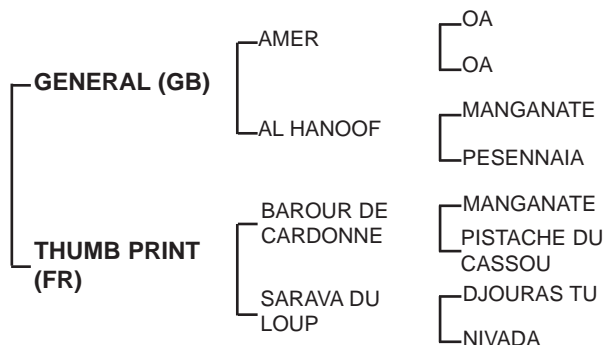 OA
AMER
OA
GENERAL (GB)
MANGANATE
AL HANOOF
PESENNAIA
MANGANATE
BAROUR DE
CARDONNE
PISTACHE DU
CASSOU
THUMB PRINT
(FR)
DJOURAS TU
SARAVA DU
LOUP
NIVADA